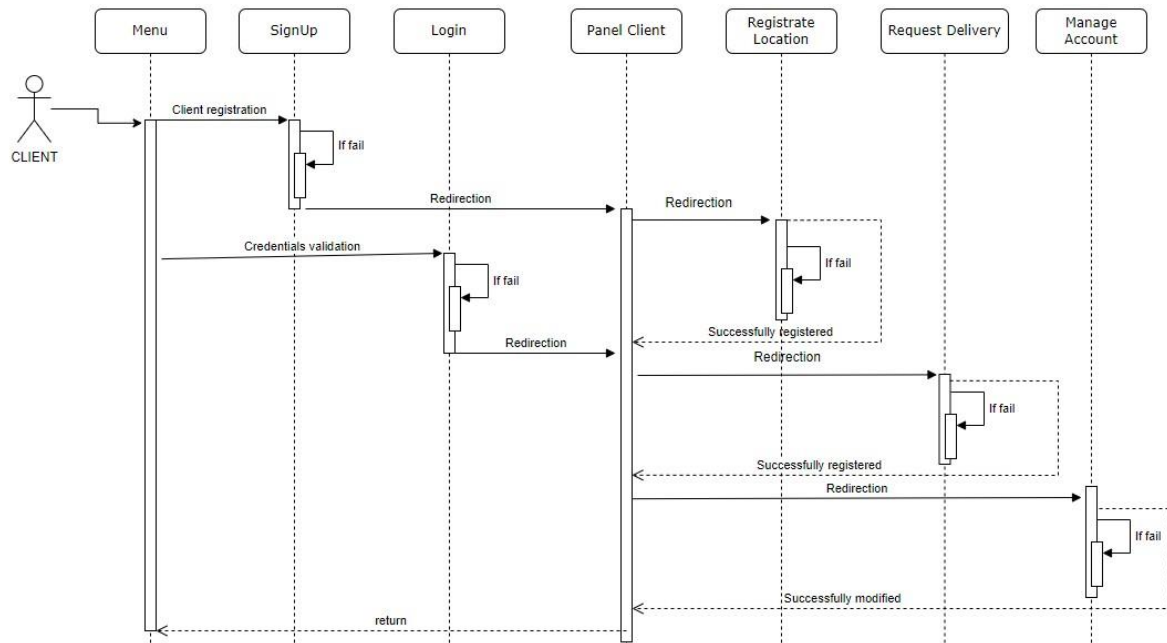 Menu
SignUp
Login
Panel Client
Registrate
Location
Request Delivery
Manage
Account
CLIENT
Client registration
If fail
Redirection
Redirection
Credentials validation
If fail
If fail
Successfully registered
Redirection
Redirection
If fail
Successfully registered
Redirection
If fail
Successfully modified
return